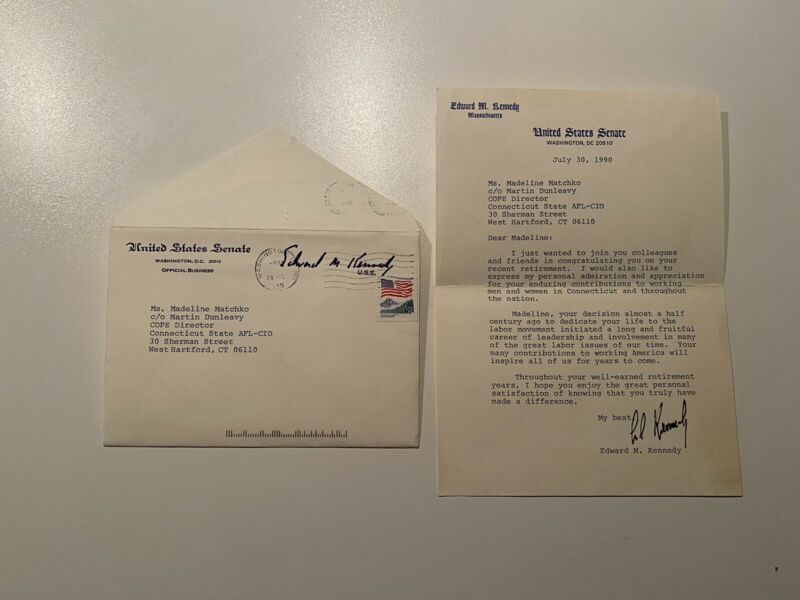 United States Senate
WASHINGTON, D.C. 20510
OFFICIAL BUSINESS
WASHINGTON
Edward M. Kennedy
U.S.S.
Ms. Madeline Matchko
c/o Martin Dunleavy
COPE Director
Connecticut State AFL-CIO
30 Sherman Street
West Hartford, CT 06110
Edward M. Kennedy
Massachusetts
United States Senate
WASHINGTON, DC 20510
July 30, 1990
Ms. Madeline Matchko
c/o Martin Dunleavy
COPE Director
Connecticut State AFL-CIO
30 Sherman Street
West Hartford, CT 06110
Dear Madeline:
I just wanted to join you colleagues
and friends in congratulating you on your
recent retirement. I would also like to
express my personal admiration and appreciation
for your enduring contributions to working
men and women in Connecticut and throughout
the nation.
Madeline, your decision almost a half
century ago to dedicate your life to the
labor movement initiated a long and fruitful
career of leadership and involvement in many
of the great labor issues of our time. Your
many contributions to working America will
inspire all of us for years to come.
Throughout your well-earned retirement
years, I hope you enjoy the great personal
satisfaction of knowing that you truly have
made a difference.
My best,
Ed Kennedy
Edward M. Kennedy